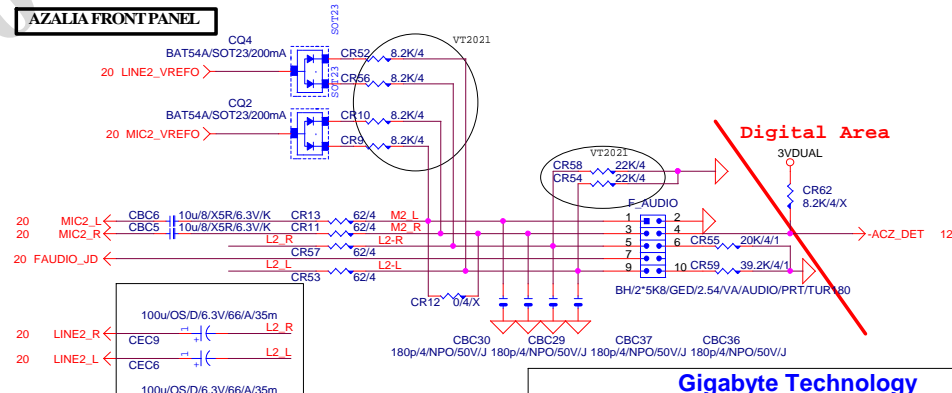 AZALIA FRONT PANEL
SOT23
CQ4
BAT54A/SOT23/200mA
CR52 8.2K/4
VT2021
20 LINE2_VREFO
SOT23
CR56 8.2K/4
CQ2
BAT54A/SOT23/200mA
CR10 8.2K/4
20 MIC2_VREFO
CR9 8.2K/4
Digital Area
VT2021
3VDUAL
CR58 22K/4
CR54 22K/4
CR62
8.2K/4/X
F_AUDIO
20 MIC2_L CBC6 10u/8/X5R/6.3V/K CR13 62/4 M2_L 1 2
20 MIC2_R CBC5 10u/8/X5R/6.3V/K CR11 62/4 M2_R 3 4 -ACZ_DET 12
L2_R L2-R 5 6 CR55 20K/4/1
20 FAUDIO_JD CR57 62/4 7
L2_L L2-L 9 10 CR59 39.2K/4/1
CR53 62/4
BH/2*5K8/GED/2.54/VA/AUDIO/PRT/TUR180
CR12 0/4/X
100u/OS/D/6.3V/66/A/35m
20 LINE2_R 1 L2_R
CEC9
20 LINE2_L 1 L2_L
CEC6
100u/OS/D/6.3V/66/A/35m
CBC30 CBC29 CBC37 CBC36
180p/4/NPO/50V/J 180p/4/NPO/50V/J 180p/4/NPO/50V/J 180p/4/NPO/50V/J
Gigabyte Technology